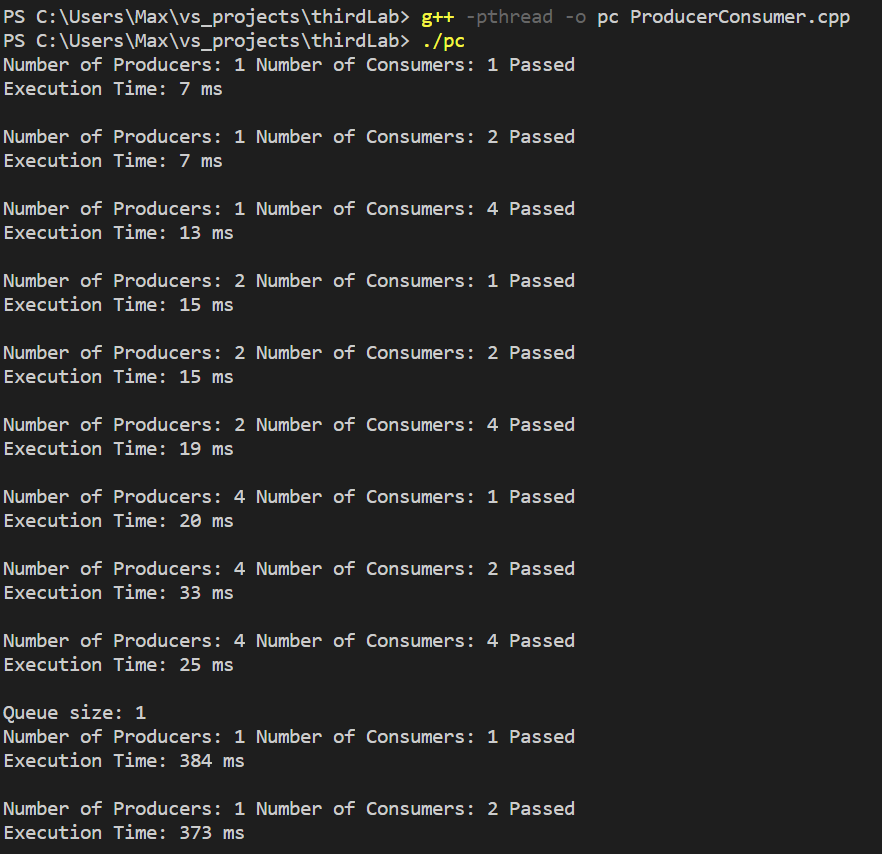 PS C:\Users\Max\vs_projects\thirdLab> g++ -pthread -o pc ProducerConsumer.cpp
PS C:\Users\Max\vs_projects\thirdLab> ./pc
Number of Producers: 1 Number of Consumers: 1 Passed
Execution Time: 7 ms
Number of Producers: 1 Number of Consumers: 2 Passed
Execution Time: 7 ms
Number of Producers: 1 Number of Consumers: 4 Passed
Execution Time: 13 ms
Number of Producers: 2 Number of Consumers: 1 Passed
Execution Time: 15 ms
Number of Producers: 2 Number of Consumers: 2 Passed
Execution Time: 15 ms
Number of Producers: 2 Number of Consumers: 4 Passed
Execution Time: 19 ms
Number of Producers: 4 Number of Consumers: 1 Passed
Execution Time: 20 ms
Number of Producers: 4 Number of Consumers: 2 Passed
Execution Time: 33 ms
Number of Producers: 4 Number of Consumers: 4 Passed
Execution Time: 25 ms
Queue size: 1
Number of Producers: 1 Number of Consumers: 1 Passed
Execution Time: 384 ms
Number of Producers: 1 Number of Consumers: 2 Passed
Execution Time: 373 ms